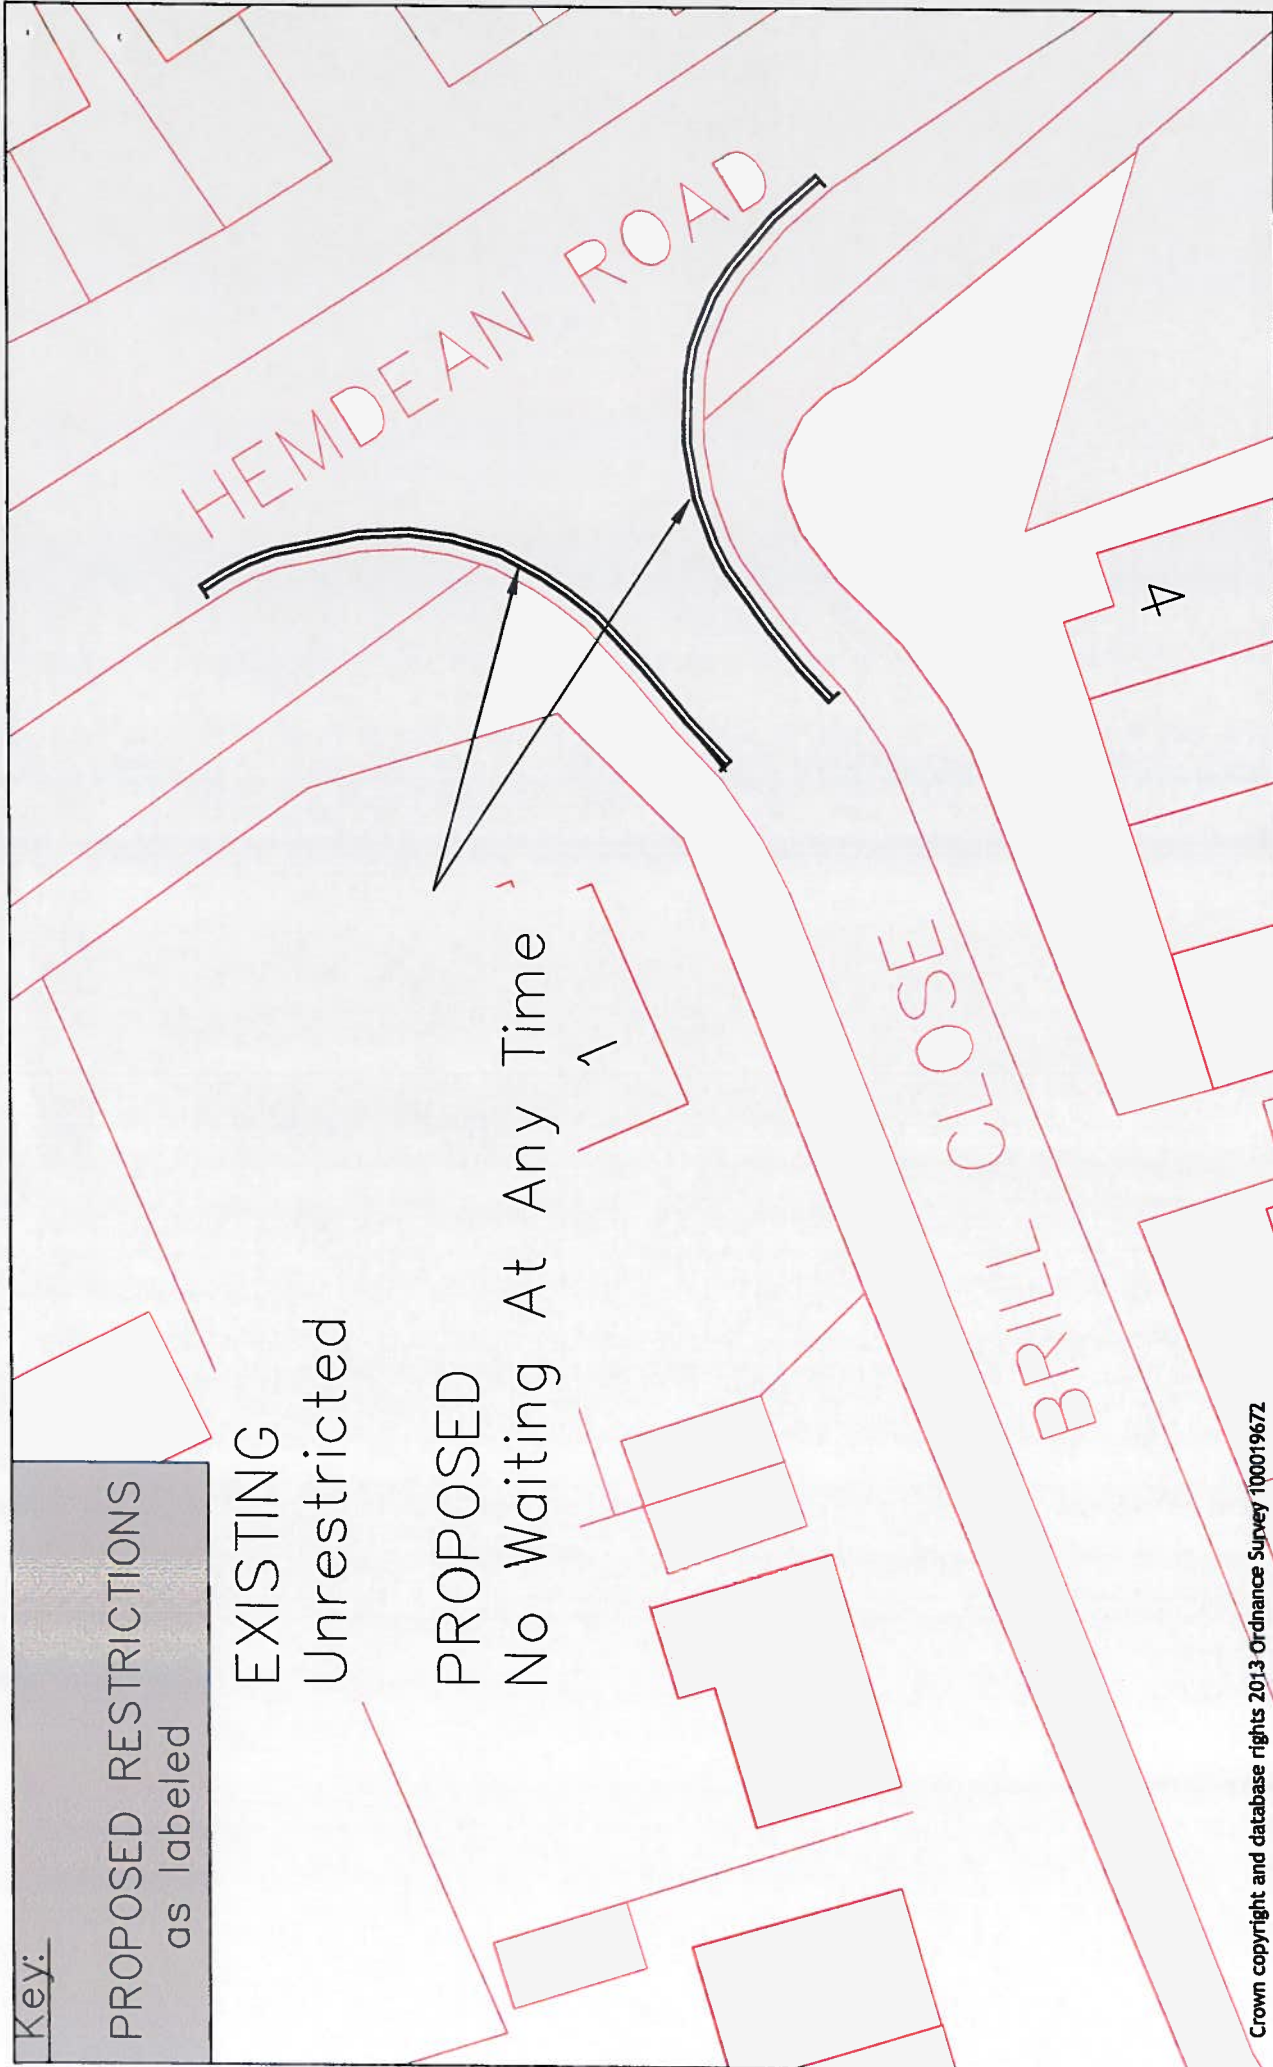 Key:
PROPOSED RESTRICTIONS
as labeled
EXISTING
Unrestricted
PROPOSED
No Waiting At Any Time
1
HEMDEAN ROAD
BRILL CLOSE
4
Crown copyright and database rights 2013 Ordnance Survey 100019672